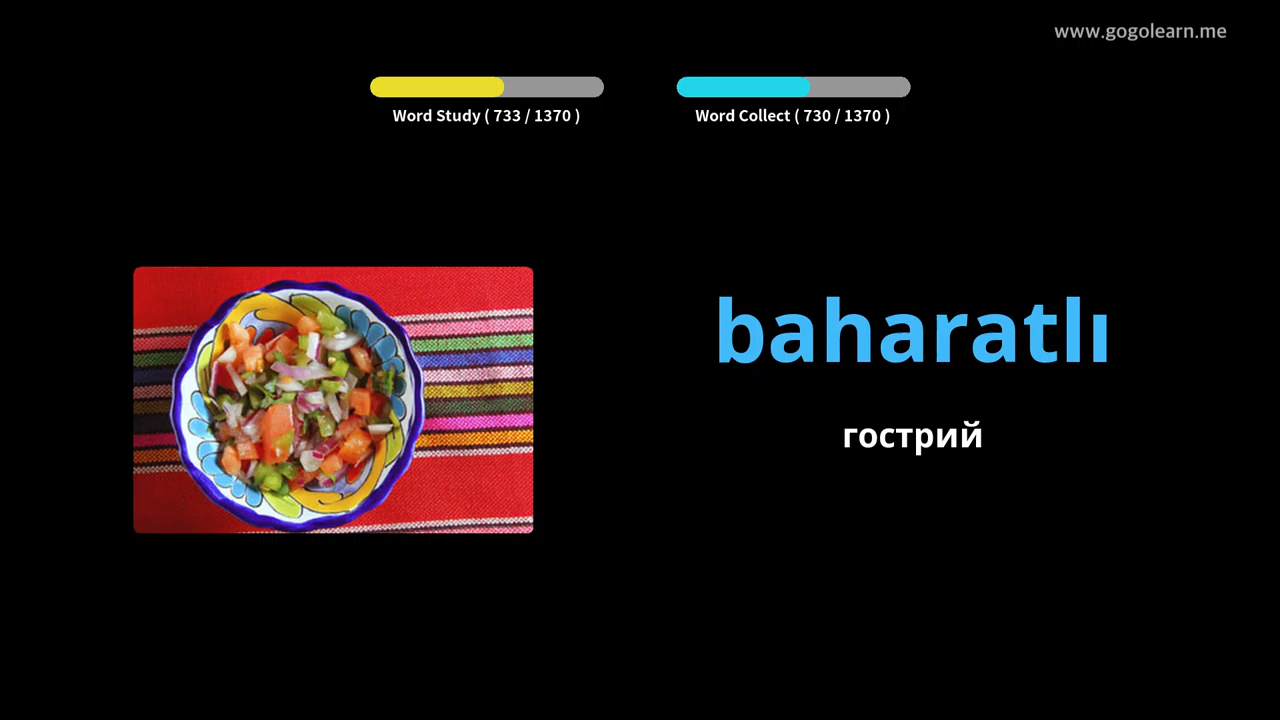 www.gogolearn.me
Word Study ( 733 / 1370 )
Word Collect ( 730 / 1370 )
baharatlı
гострий